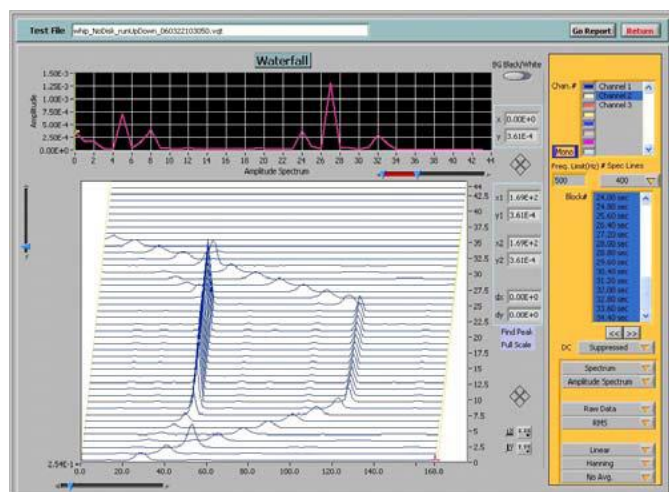 Test File whip_NoDisk_runUpDown_060322103050.vqt Go Report Return
Waterfall
BG Black/White
Amplitude
1.50E-3
1.25E-3
1.00E-3
7.50E-4
5.00E-4
2.50E-4
0.00E+0
0 2 4 6 8 10 12 14 16 18 20 22 24 26 28 30 32 34 36 38 40 42 44
Amplitude Spectrum
x 0.00E+0
y 3.61E-4
x1 1.69E+2
y1 3.61E-4
x2 1.69E+2
y2 3.61E-4
dx 0.00E+0
dy 0.00E+0
Find Peak
Full Scale
44
42.5
40
37.5
35
32.5
30
27.5
25
22.5
20
17.5
15
12.5
10
7.5
5
2.5
0
2.54E-1
0.0 20.0 40.0 60.0 80.0 100.0 120.0 140.0 168.0
Chan.#
Channel 1
Channel 2
Channel 3
Mono
Freq. Limit(Hz) # Spec Lines
500 400
Block#
24.00 sec
24.80 sec
25.60 sec
26.40 sec
27.20 sec
28.00 sec
28.80 sec
29.60 sec
30.40 sec
31.20 sec
32.00 sec
32.80 sec
33.60 sec
34.40 sec
<< >>
DC Suppressed
Spectrum
Amplitude Spectrum
Raw Data
RMS
Linear
Hanning
No Avg.